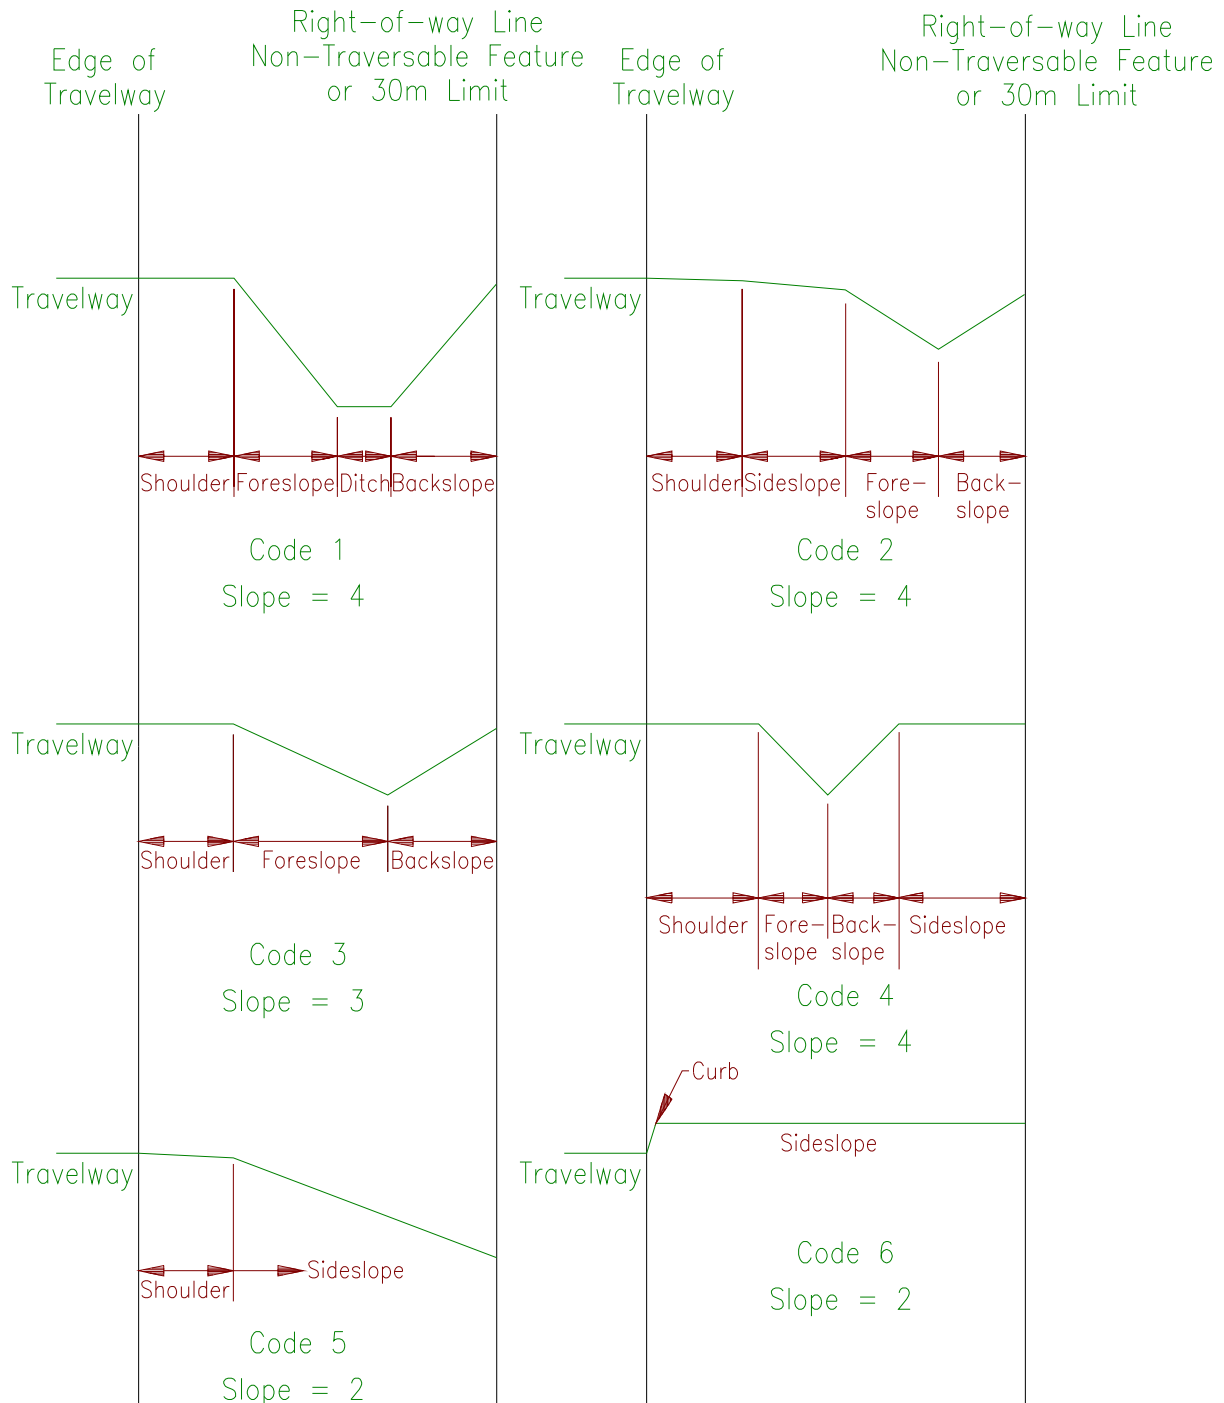 Edge of
Travelway
Right-of-way Line
Non-Traversable Feature
or 30m Limit
Edge of
Travelway
Right-of-way Line
Non-Traversable Feature
or 30m Limit
Travelway
Shoulder Foreslope Ditch Backslope
Code 1
Slope = 4
Travelway
Shoulder Sideslope Fore-
slope Back-
slope
Code 2
Slope = 4
Travelway
Shoulder Foreslope Backslope
Code 3
Slope = 3
Travelway
Shoulder Fore-
slope Back-
slope Sideslope
Code 4
Slope = 4
Travelway
Shoulder
Sideslope
Code 5
Slope = 2
Curb
Sideslope
Travelway
Code 6
Slope = 2